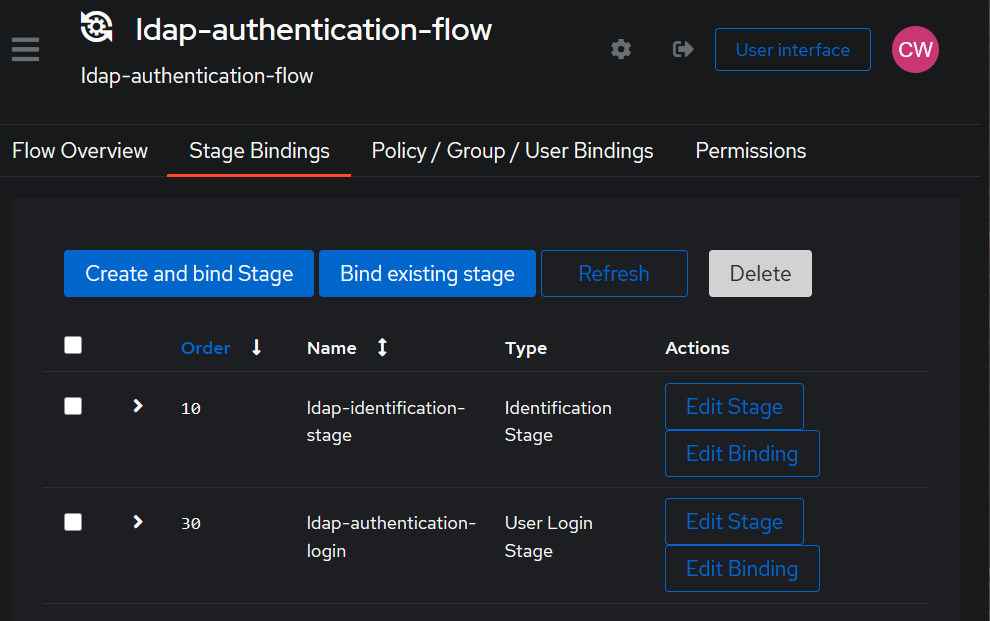 ldap-authentication-flow
ldap-authentication-flow
User interface
CW
Flow Overview Stage Bindings Policy / Group / User Bindings Permissions
Create and bind Stage Bind existing stage Refresh Delete
Order Name Type Actions
10 ldap-identification- Identification Edit Stage
stage Stage Edit Binding
30 ldap-authentication- User Login Edit Stage
login Stage Edit Binding